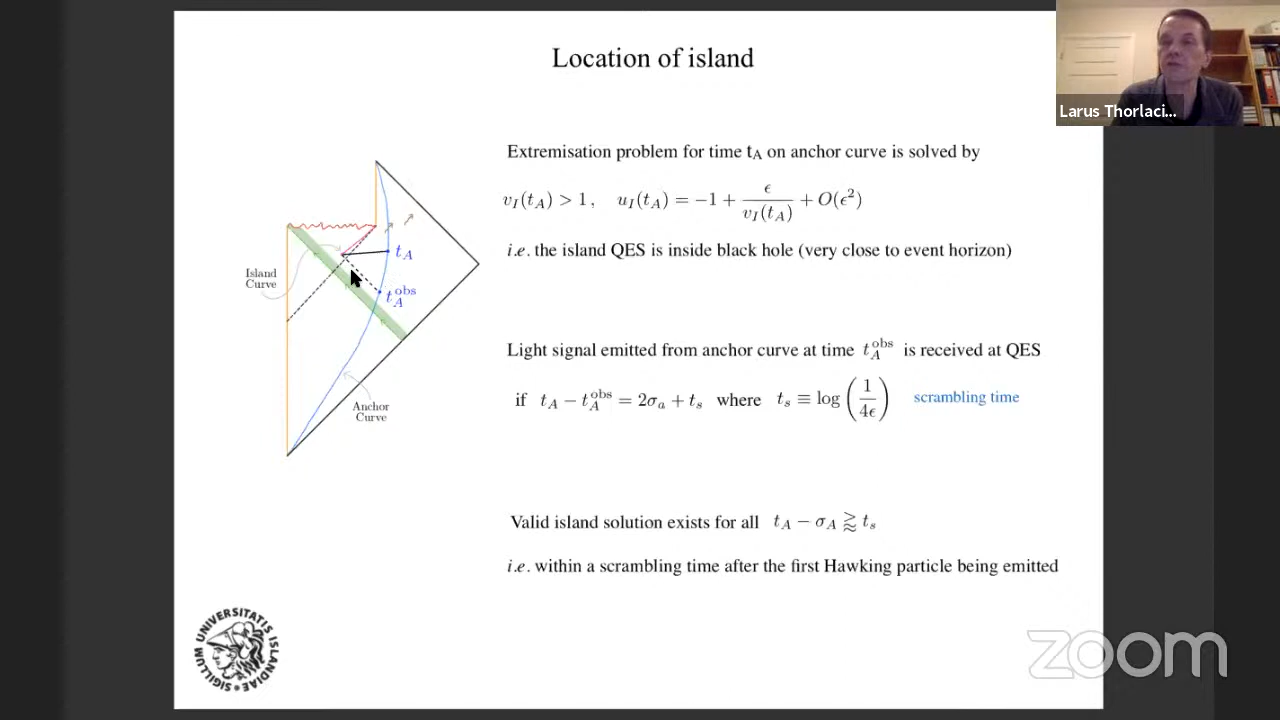 Location of island
Larus Thorlaci...
Extremisation problem for time t_A on anchor curve is solved by
v_I(t_A) > 1 ,    u_I(t_A) = −1 + ϵ / v_I(t_A) + O(ϵ²)
i.e. the island QES is inside black hole (very close to event horizon)
t_A
Island
Curve
t_A^obs
Anchor
Curve
Light signal emitted from anchor curve at time t_A^obs is received at QES
if t_A − t_A^obs = 2σ_a + t_s where t_s ≡ log (1 / 4ϵ) scrambling time
Valid island solution exists for all t_A − σ_A ⪆ t_s
i.e. within a scrambling time after the first Hawking particle being emitted
SIGILLUM UNIVERSITATIS ISLANDIAE
zoom